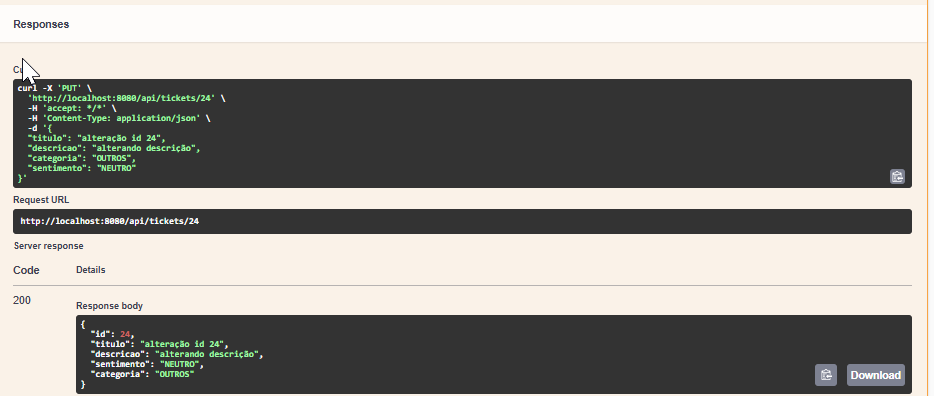 Responses
curl -X 'PUT' \
'http://localhost:8080/api/tickets/24' \
-H 'accept: */*' \
-H 'Content-Type: application/json' \
-d '{
"titulo": "alteração id 24",
"descricao": "alterando descrição",
"categoria": "OUTROS",
"sentimento": "NEUTRO"
}'
Request URL
http://localhost:8080/api/tickets/24
Server response
Code Details
200
Response body
{
"id": 24,
"titulo": "alteração id 24",
"descricao": "alterando descrição",
"sentimento": "NEUTRO",
"categoria": "OUTROS"
}
Download